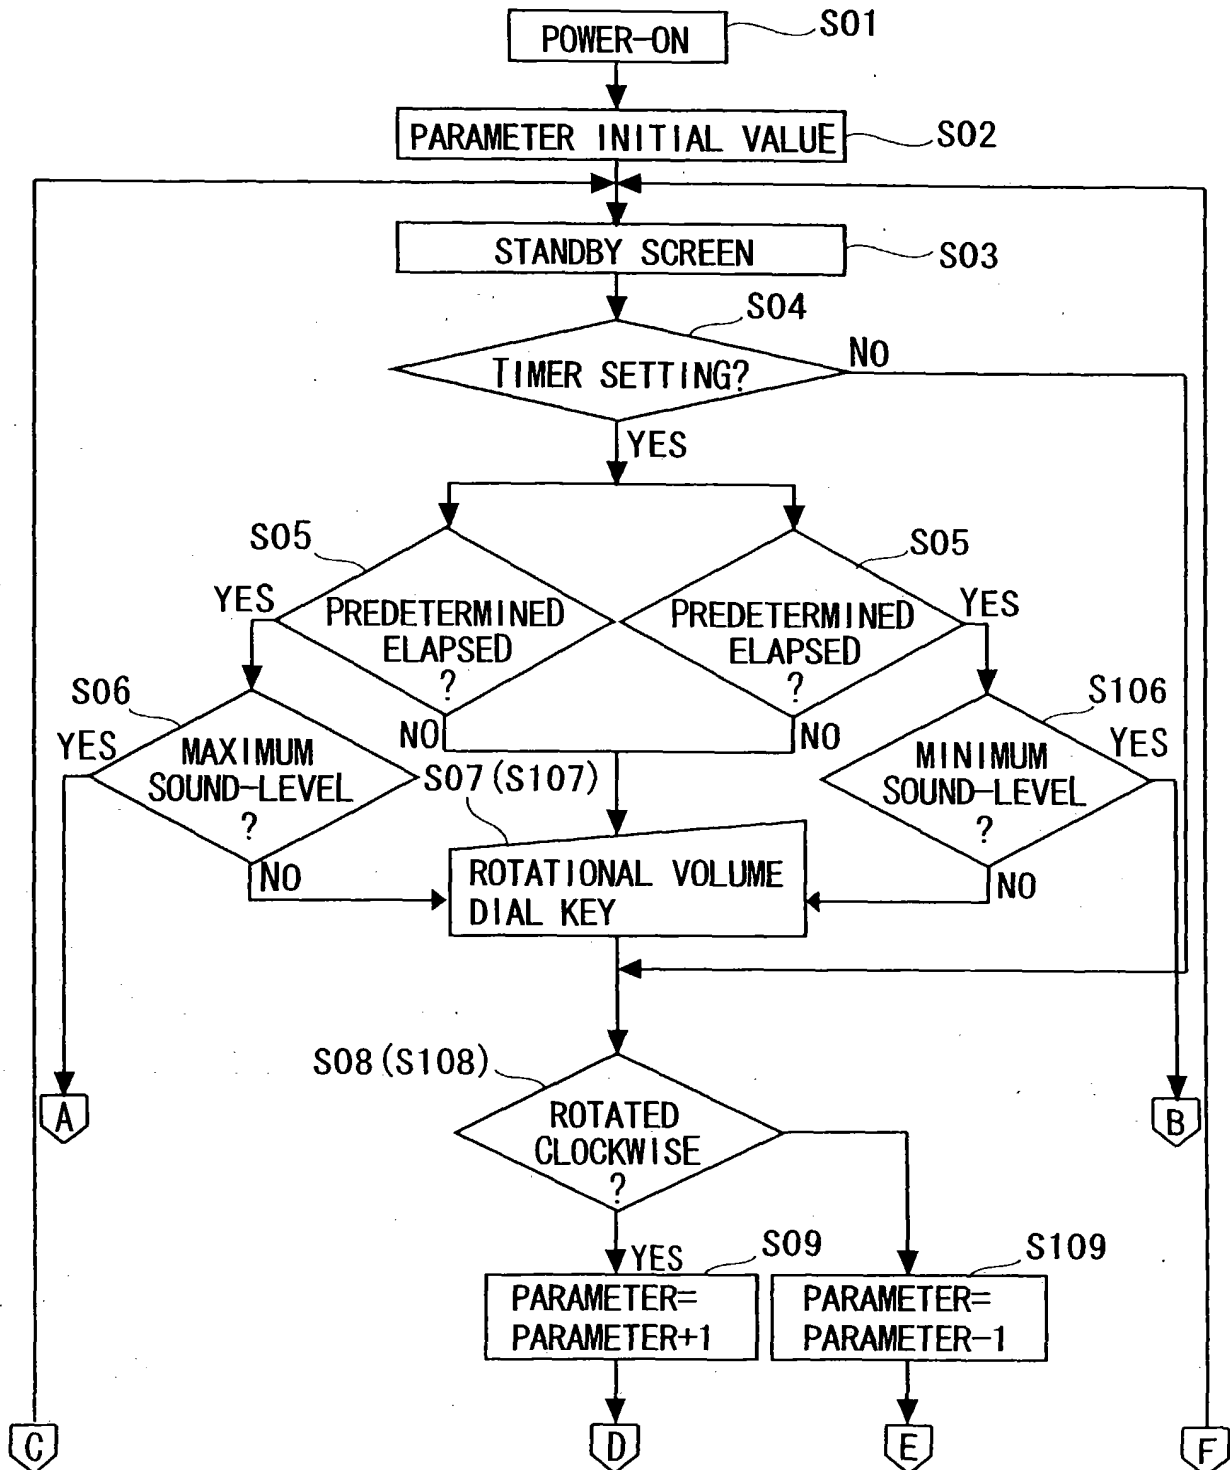 POWER-ON
S01
PARAMETER INITIAL VALUE
S02
STANDBY SCREEN
S03
S04
TIMER SETTING?
NO
YES
S05
S05
YES
PREDETERMINED
ELAPSED
?
PREDETERMINED
ELAPSED
?
YES
S06
NO
NO
S106
YES
MAXIMUM
SOUND-LEVEL
?
S07(S107)
MINIMUM
SOUND-LEVEL
?
YES
NO
ROTATIONAL VOLUME
DIAL KEY
NO
S08(S108)
ROTATED
CLOCKWISE
?
A
B
YES
S09
S109
PARAMETER=
PARAMETER+1
PARAMETER=
PARAMETER-1
C
D
E
F